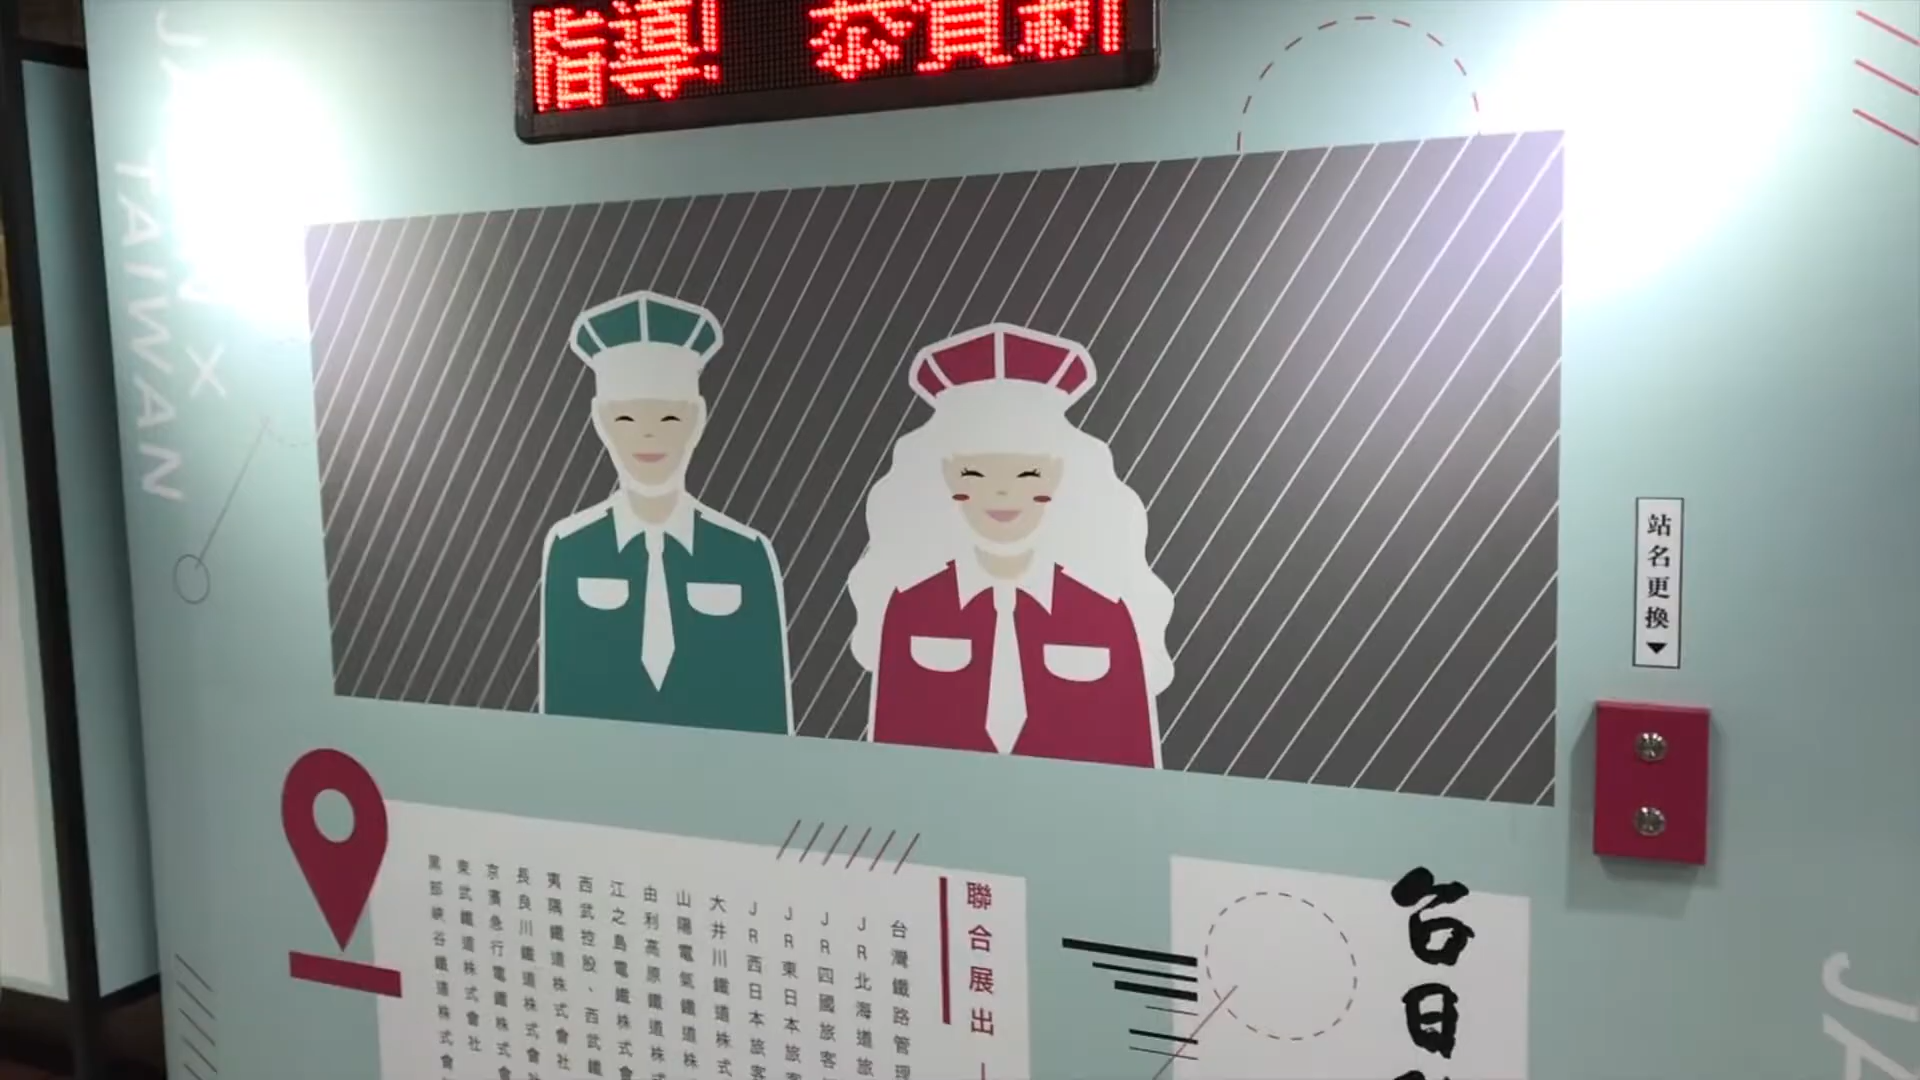 指導! 恭賀新
JA
N X
TAIWAN
站名更換▼
聯合展出
台灣鐵路管理
JR北海道旅
JR四國旅客
JR東日本旅客
JR西日本旅客
大井川鐵道株式
山陰電氣鐵道株
由利高原鐵道株式
江之島電鐵株式會
西武控股、西武鐵
夷隅鐵道株式會社
長良川鐵道株式會社
京濱急行電鐵株式會
東武鐵道株式會社
黑部峽谷鐵道株式會
台日
JA